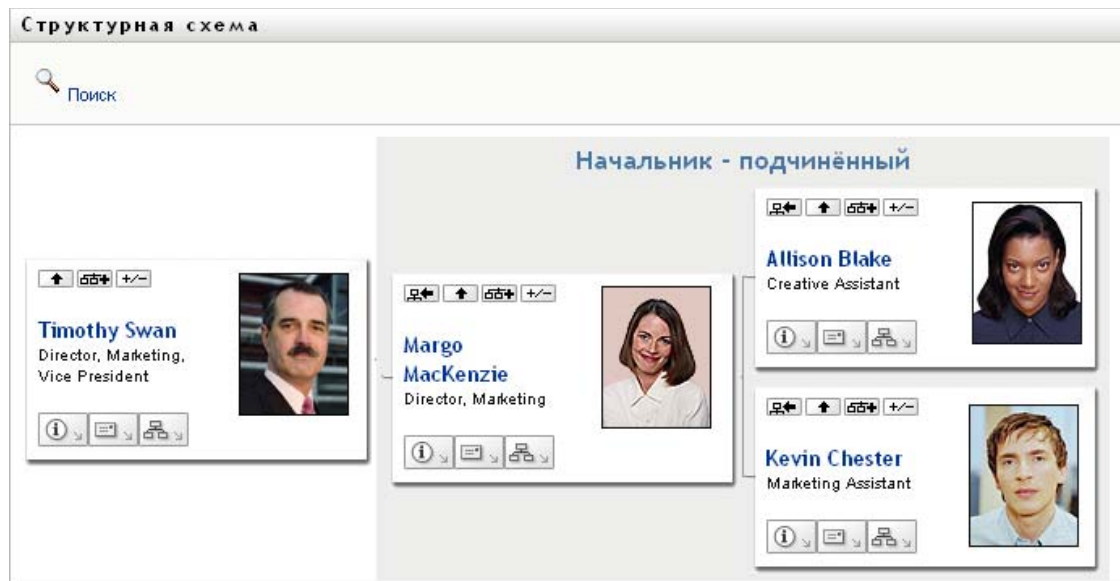 Структурная схема
Поиск
Начальник - подчинённый
+/-
Timothy Swan
Director, Marketing,
Vice President
+/-
Margo
MacKenzie
Director, Marketing
+/-
Allison Blake
Creative Assistant
+/-
Kevin Chester
Marketing Assistant